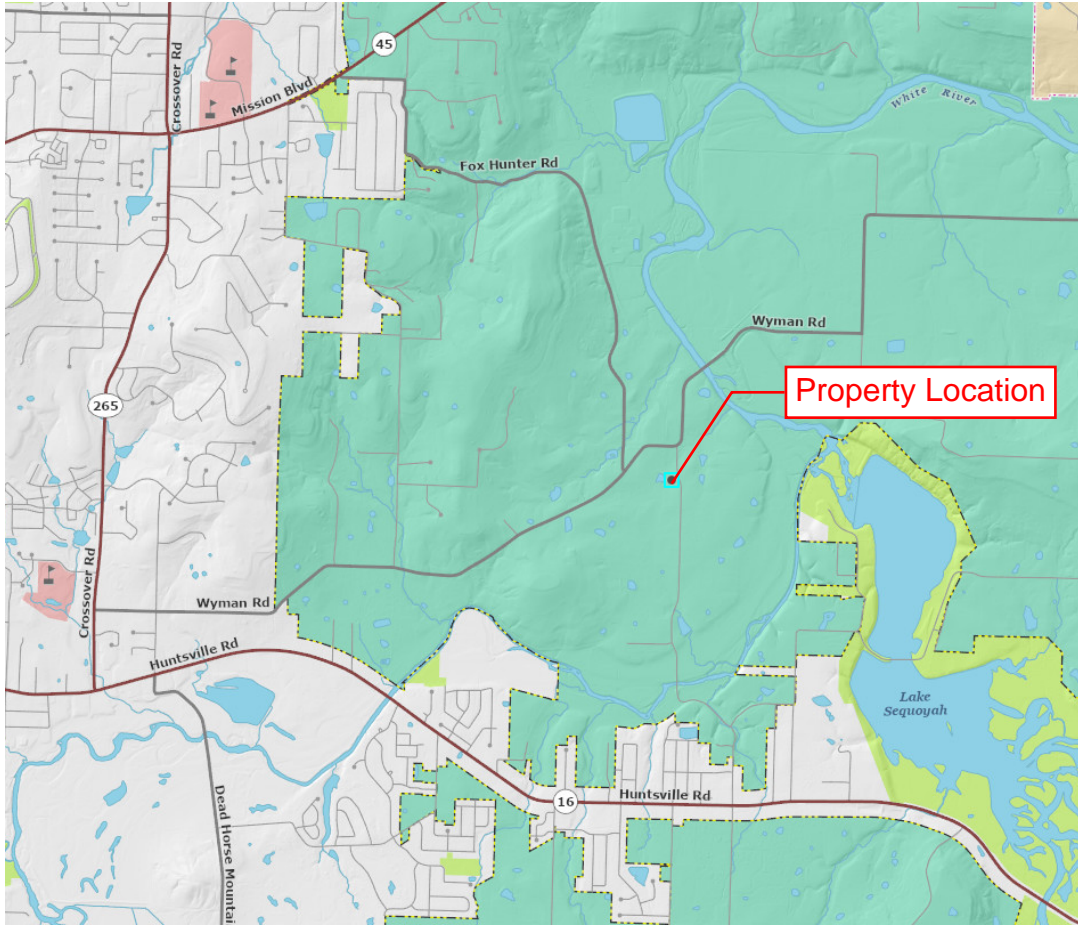 45
Crossover Rd
Mission Blvd
White River
Fox Hunter Rd
Wyman Rd
Property Location
265
Crossover Rd
Wyman Rd
Huntsville Rd
Lake
Sequoyah
Dead Horse Mountai
16
Huntsville Rd